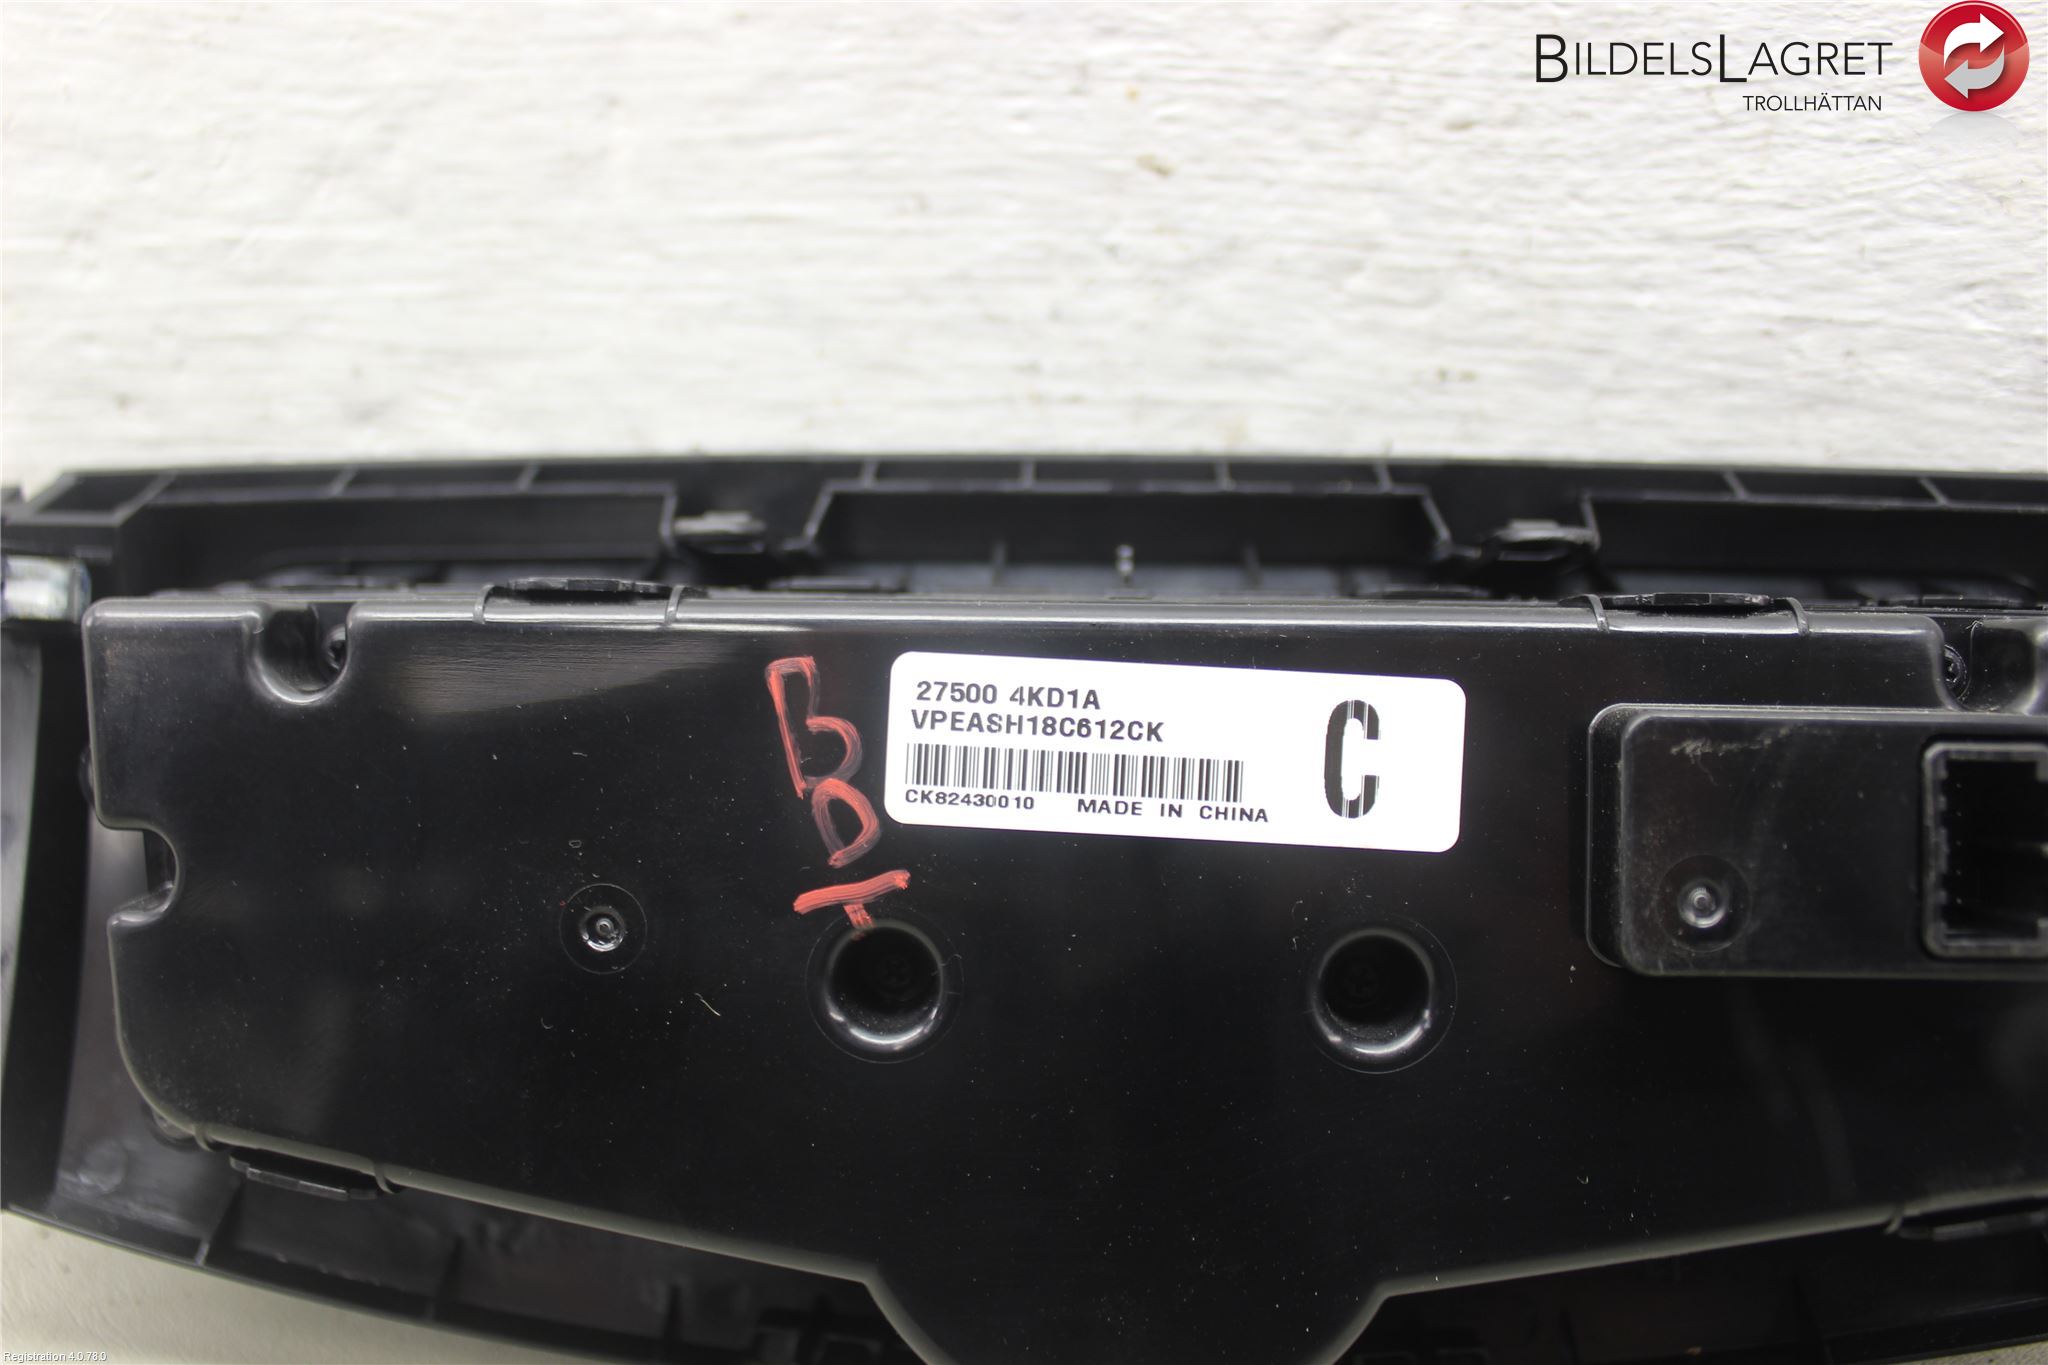 BILDELSLAGRET
TROLLHÄTTAN
27500 4KD1A
VPEASH18C612CK
C
CK82430010 MADE IN CHINA
B
D
T
Registration 4.0.78.0